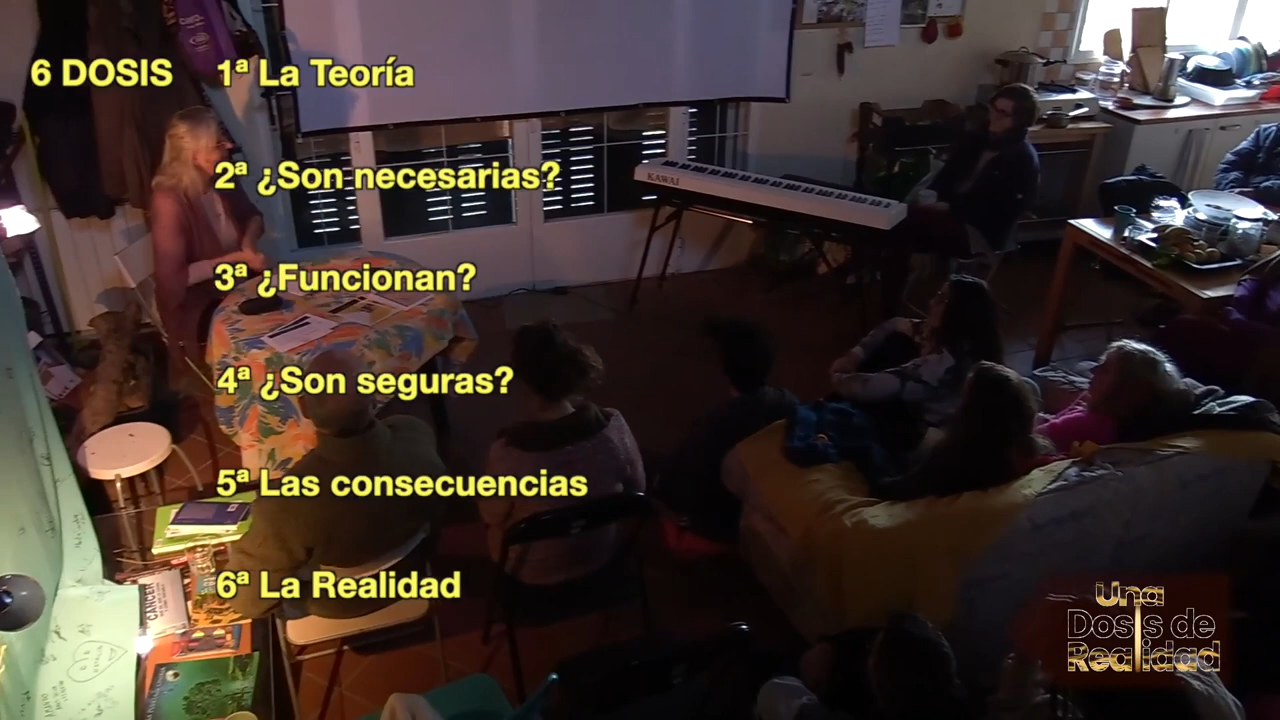 6 DOSIS
1ª La Teoría
2ª ¿Son necesarias?
3ª ¿Funcionan?
4ª ¿Son seguras?
5ª Las consecuencias
6ª La Realidad
KAWAI
CÁNCER
Una
Dosis de
Realidad